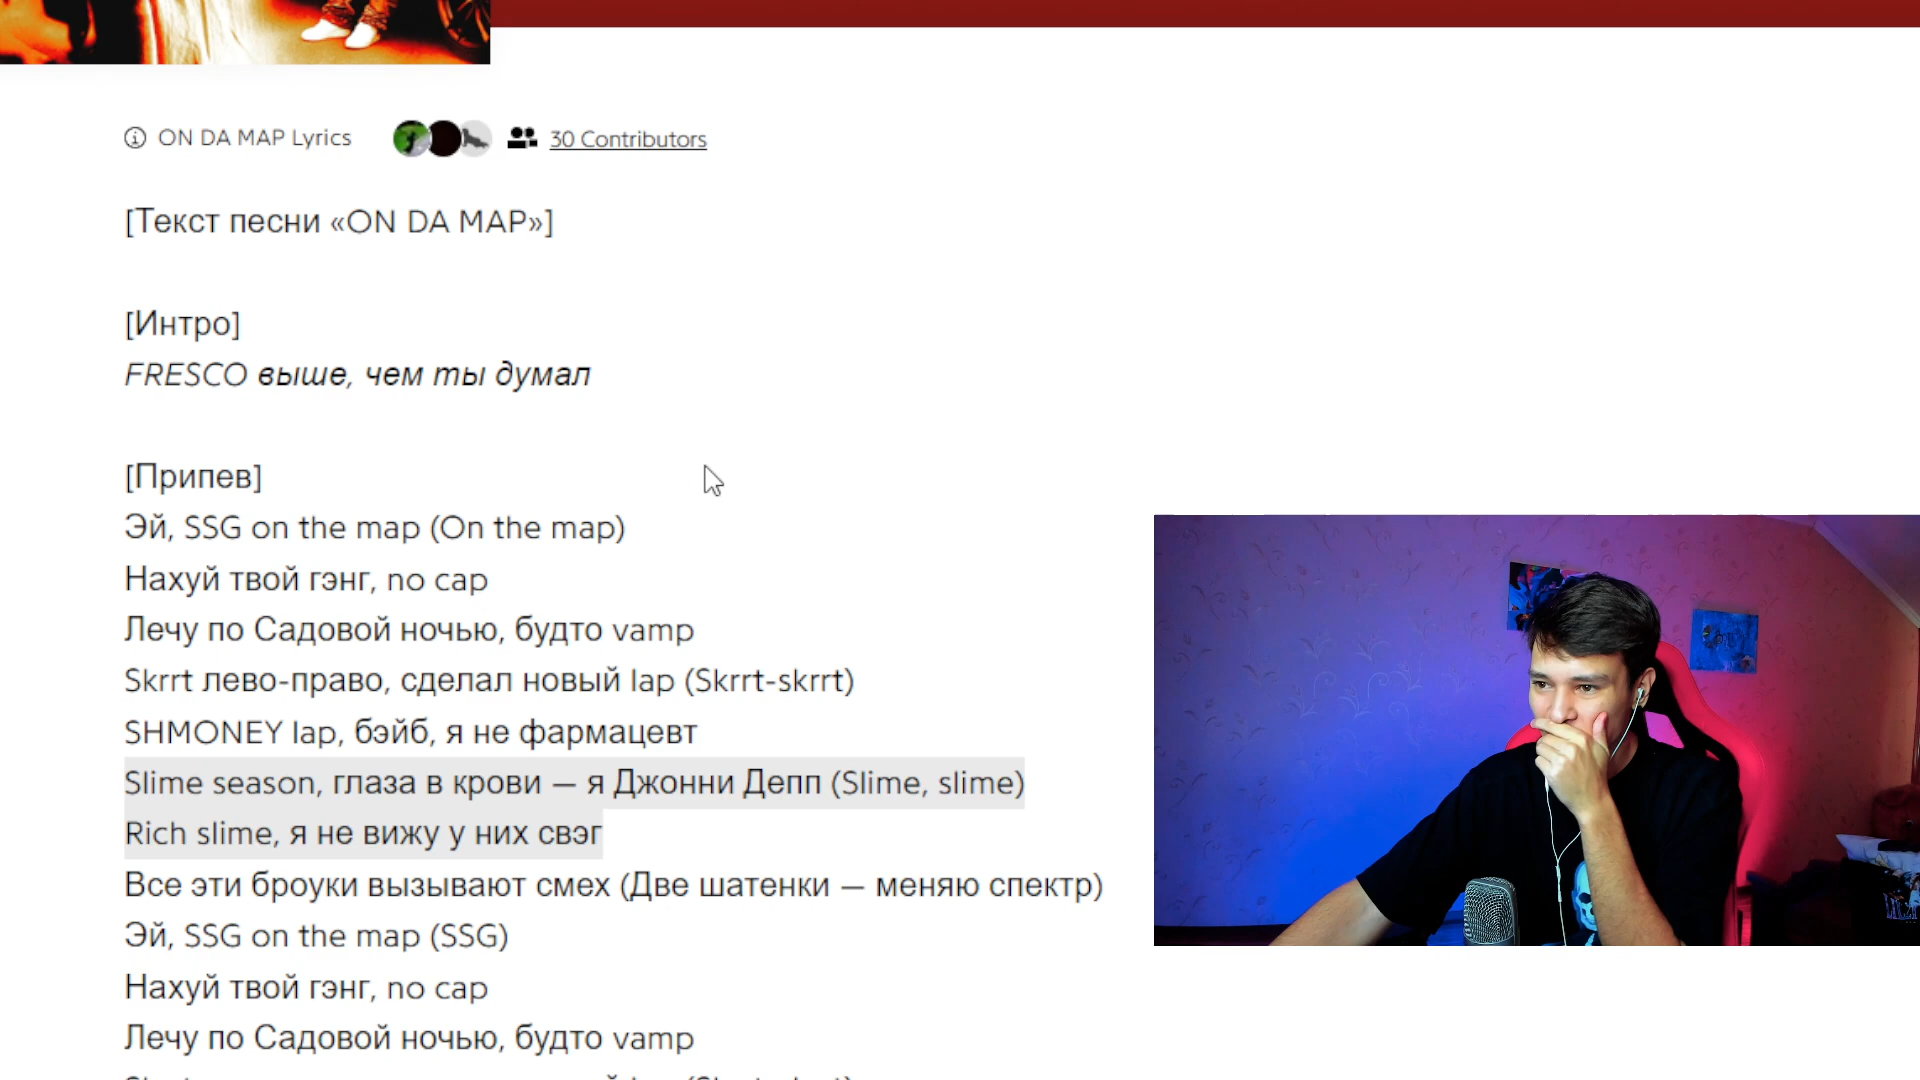 ON DA MAP Lyrics
30 Contributors
[Текст песни «ON DA MAP»]
[Интро]
FRESCO выше, чем ты думал
[Припев]
Эй, SSG on the map (On the map)
Нахуй твой гэнг, no cap
Лечу по Садовой ночью, будто vamp
Skrrt лево-право, сделал новый lap (Skrrt-skrrt)
SHMONEY lap, бэйб, я не фармацевт
Slime season, глаза в крови — я Джонни Депп (Slime, slime)
Rich slime, я не вижу у них свэг
Все эти броуки вызывают смех (Две шатенки — меняю спектр)
Эй, SSG on the map (SSG)
Нахуй твой гэнг, no cap
Лечу по Садовой ночью, будто vamp